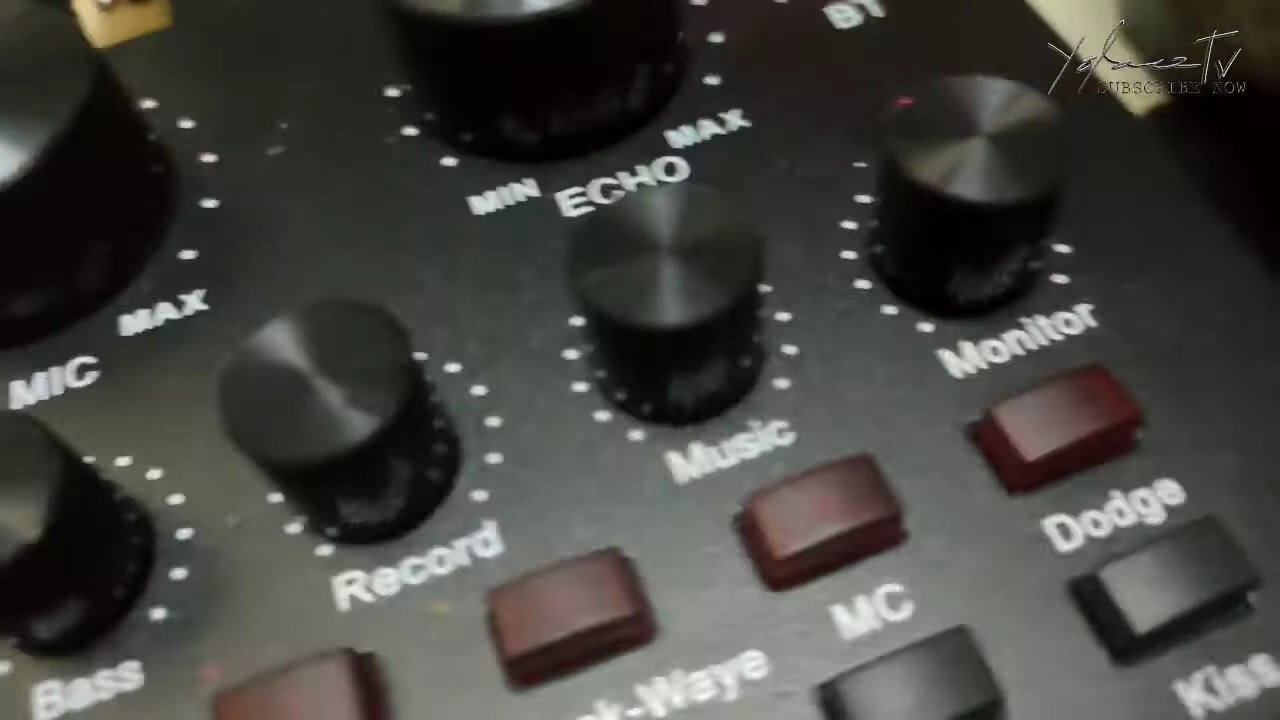 BT
SUBSCRIBE NOW
MAX
MIN
ECHO
MAX
MIC
Monitor
Music
Record
Bass
Dodge
MC
Kiss